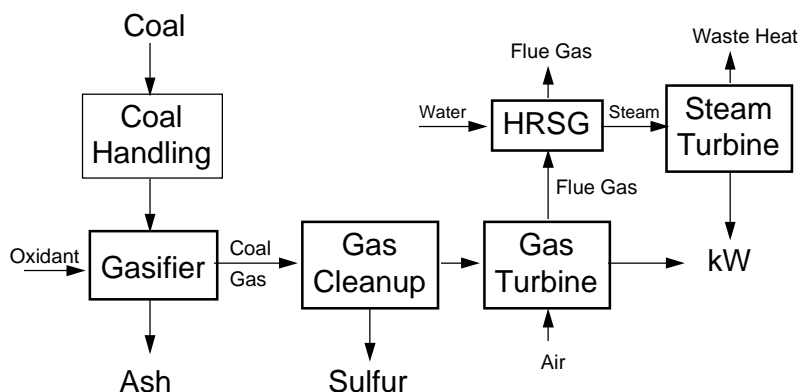 Coal
Waste Heat
Flue Gas
Coal
Handling
Water
HRSG
Steam
Steam
Turbine
Flue Gas
Oxidant
Gasifier
Coal
Gas
Gas
Cleanup
Gas
Turbine
kW
Ash
Sulfur
Air